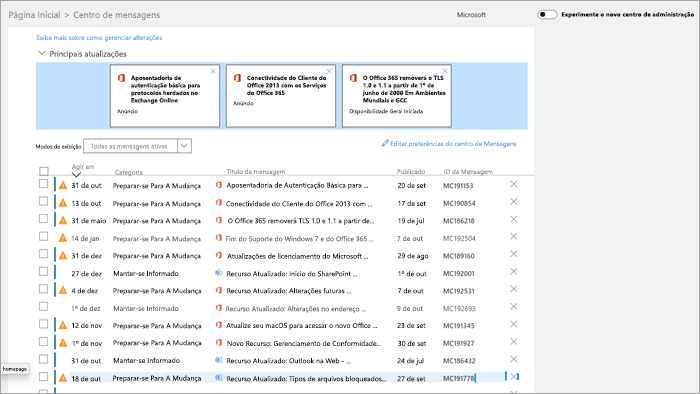 Página Inicial > Centro de mensagens
Microsoft
Experimente o novo centro de administração
Saiba mais sobre como gerenciar alterações
Principais atualizações
Aposentadoria de autenticação básica para protocolos herdados no Exchange Online
Anúncio
Conectividade do Cliente do Office 2013 com os Serviços do Office 365
Anúncio
O Office 365 removerá o TLS 1.0 e 1.1 a partir de 1º de junho de 2000 Em Ambientes Mundiais e GCC
Disponibilidade Geral iniciada
Modos de exibição
Todas as mensagens ativas
Editar preferências do centro de Mensagens
Agir em Categoria Título da mensagem Publicado ID da Mensagem
31 de out Preparar-se Para A Mudança Aposentadoria de Autenticação Básica para ... 20 de set MC191153
13 de out Preparar-se Para A Mudança Conectividade do Cliente do Office 2013 com ... 17 de set MC190854
31 de maio Preparar-se Para A Mudança O Office 365 removerá TLS 1.0 e 1.1 a partir de... 19 de jul MC186218
14 de jan Preparar-se Para A Mudança Fim do Suporte do Windows 7 e do Office 365 ... 7 de out MC192504
31 de dez Preparar-se Para A Mudança Atualizações de licenciamento do Microsoft ... 29 de ago MC189160
27 de dez Manter-se Informado Recurso Atualizado: Início do SharePoint ... 1º de out MC192001
4 de dez Preparar-se Para A Mudança Recurso Atualizado: Alterações futuras ... 7 de out MC192531
1º de dez Manter-se Informado Recurso Atualizado: Alterações no endereço ... 9 de out MC192693
12 de nov Preparar-se Para A Mudança Atualize seu macOS para acessar o novo Office ... 23 de set MC191345
1º de nov Preparar-se Para A Mudança Novo Recurso: Gerenciamento de Conformidade... 30 de set MC191927
31 de out Manter-se Informado Recurso Atualizado: Outlook na Web - ... 24 de jul MC186432
18 de out Preparar-se Para A Mudança Recurso Atualizado: Tipos de arquivos bloqueados... 27 de set MC191778
homepage